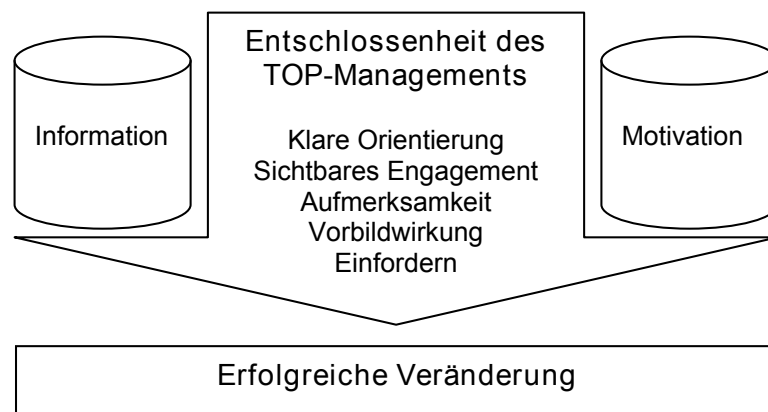 Entschlossenheit des
TOP-Managements
Information
Klare Orientierung
Sichtbares Engagement
Aufmerksamkeit
Vorbildwirkung
Einfordern
Motivation
Erfolgreiche Veränderung